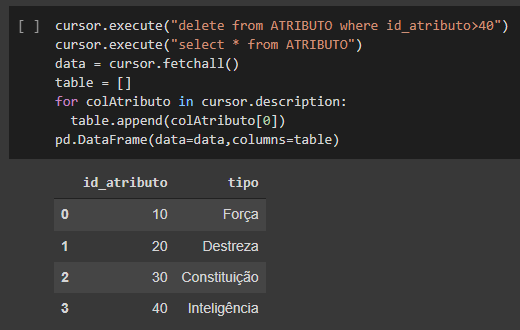 [ ] cursor.execute("delete from ATRIBUTO where id_atributo>40")
cursor.execute("select * from ATRIBUTO")
data = cursor.fetchall()
table = []
for colAtributo in cursor.description:
  table.append(colAtributo[0])
pd.DataFrame(data=data,columns=table)
id_atributo tipo
0 10 Força
1 20 Destreza
2 30 Constituição
3 40 Inteligência